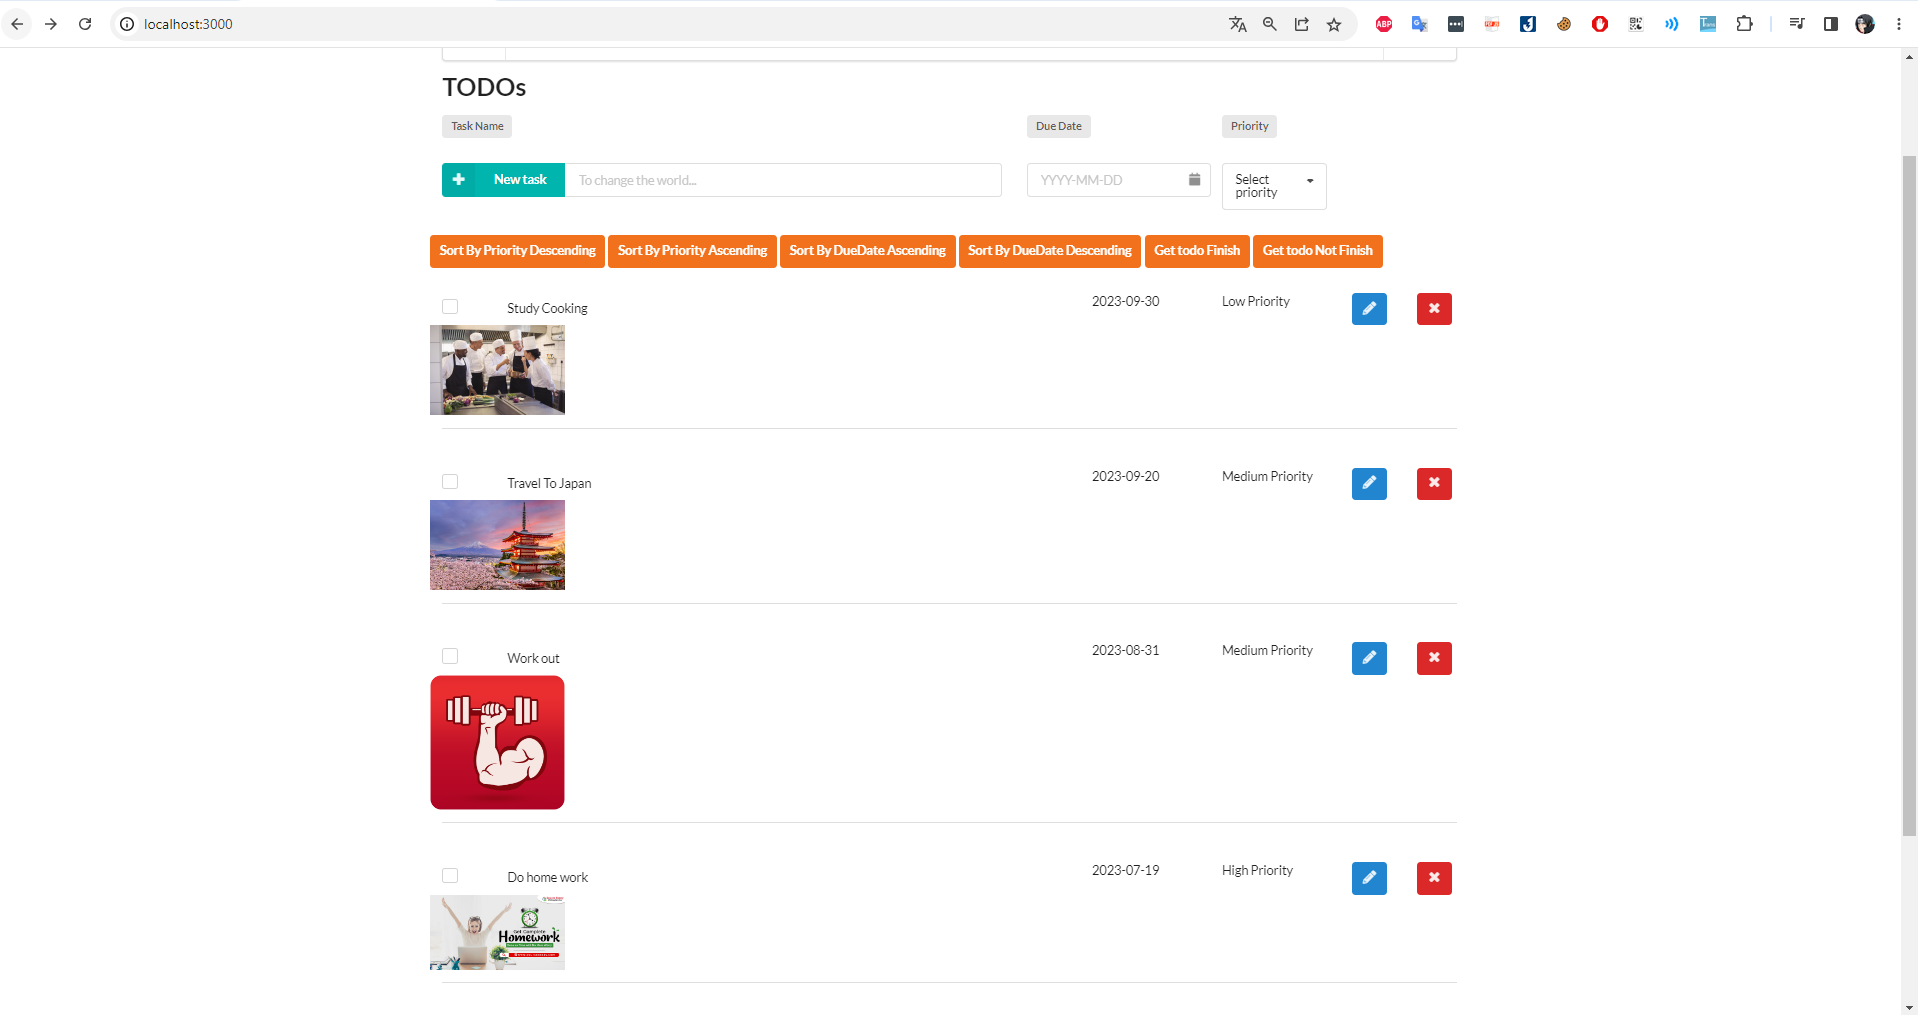 localhost:3000
TODOs
Task Name Due Date Priority
New task To change the world... YYYY-MM-DD Select priority
Sort By Priority Descending Sort By Priority Ascending Sort By DueDate Ascending Sort By DueDate Descending Get todo Finish Get todo Not Finish
Study Cooking 2023-09-30 Low Priority
Travel To Japan 2023-09-20 Medium Priority
Work out 2023-08-31 Medium Priority
Do home work 2023-07-19 High Priority
Get Complete
Homework